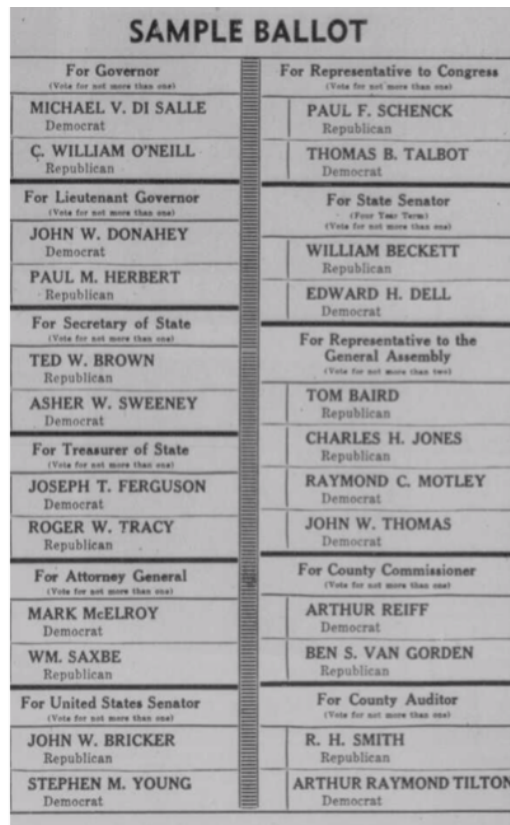 SAMPLE BALLOT
For Governor
(Vote for not more than one)
MICHAEL V. DI SALLE
Democrat
C. WILLIAM O'NEILL
Republican
For Lieutenant Governor
(Vote for not more than one)
JOHN W. DONAHEY
Democrat
PAUL M. HERBERT
Republican
For Secretary of State
(Vote for not more than one)
TED W. BROWN
Republican
ASHER W. SWEENEY
Democrat
For Treasurer of State
(Vote for not more than one)
JOSEPH T. FERGUSON
Democrat
ROGER W. TRACY
Republican
For Attorney General
(Vote for not more than one)
MARK McELROY
Democrat
WM. SAXBE
Republican
For United States Senator
(Vote for not more than one)
JOHN W. BRICKER
Republican
STEPHEN M. YOUNG
Democrat
For Representative to Congress
(Vote for not more than one)
PAUL F. SCHENCK
Republican
THOMAS B. TALBOT
Democrat
For State Senator
(Four Year Term)
(Vote for not more than one)
WILLIAM BECKETT
Republican
EDWARD H. DELL
Democrat
For Representative to the
General Assembly
(Vote for not more than two)
TOM BAIRD
Republican
CHARLES H. JONES
Republican
RAYMOND C. MOTLEY
Democrat
JOHN W. THOMAS
Democrat
For County Commissioner
(Vote for not more than one)
ARTHUR REIFF
Democrat
BEN S. VAN GORDEN
Republican
For County Auditor
(Vote for not more than one)
R. H. SMITH
Republican
ARTHUR RAYMOND TILTON
Democrat